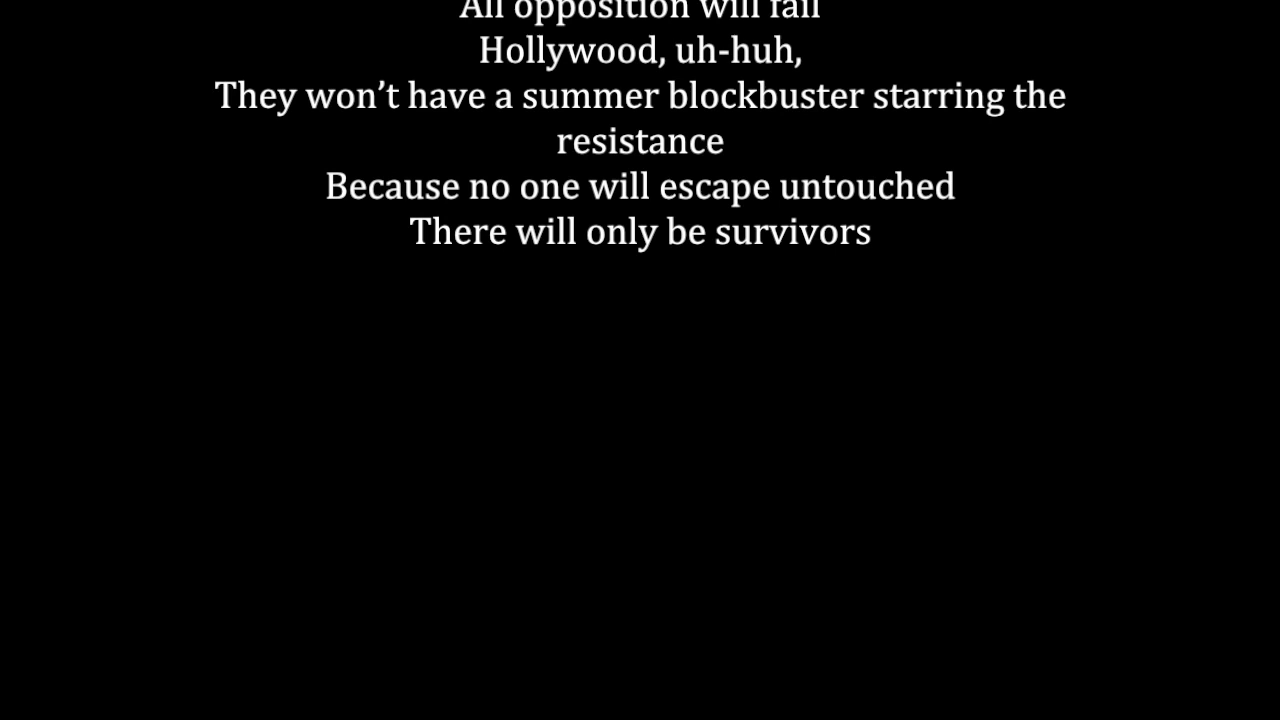 All opposition will fail
Hollywood, uh-huh,
They won’t have a summer blockbuster starring the
resistance
Because no one will escape untouched
There will only be survivors